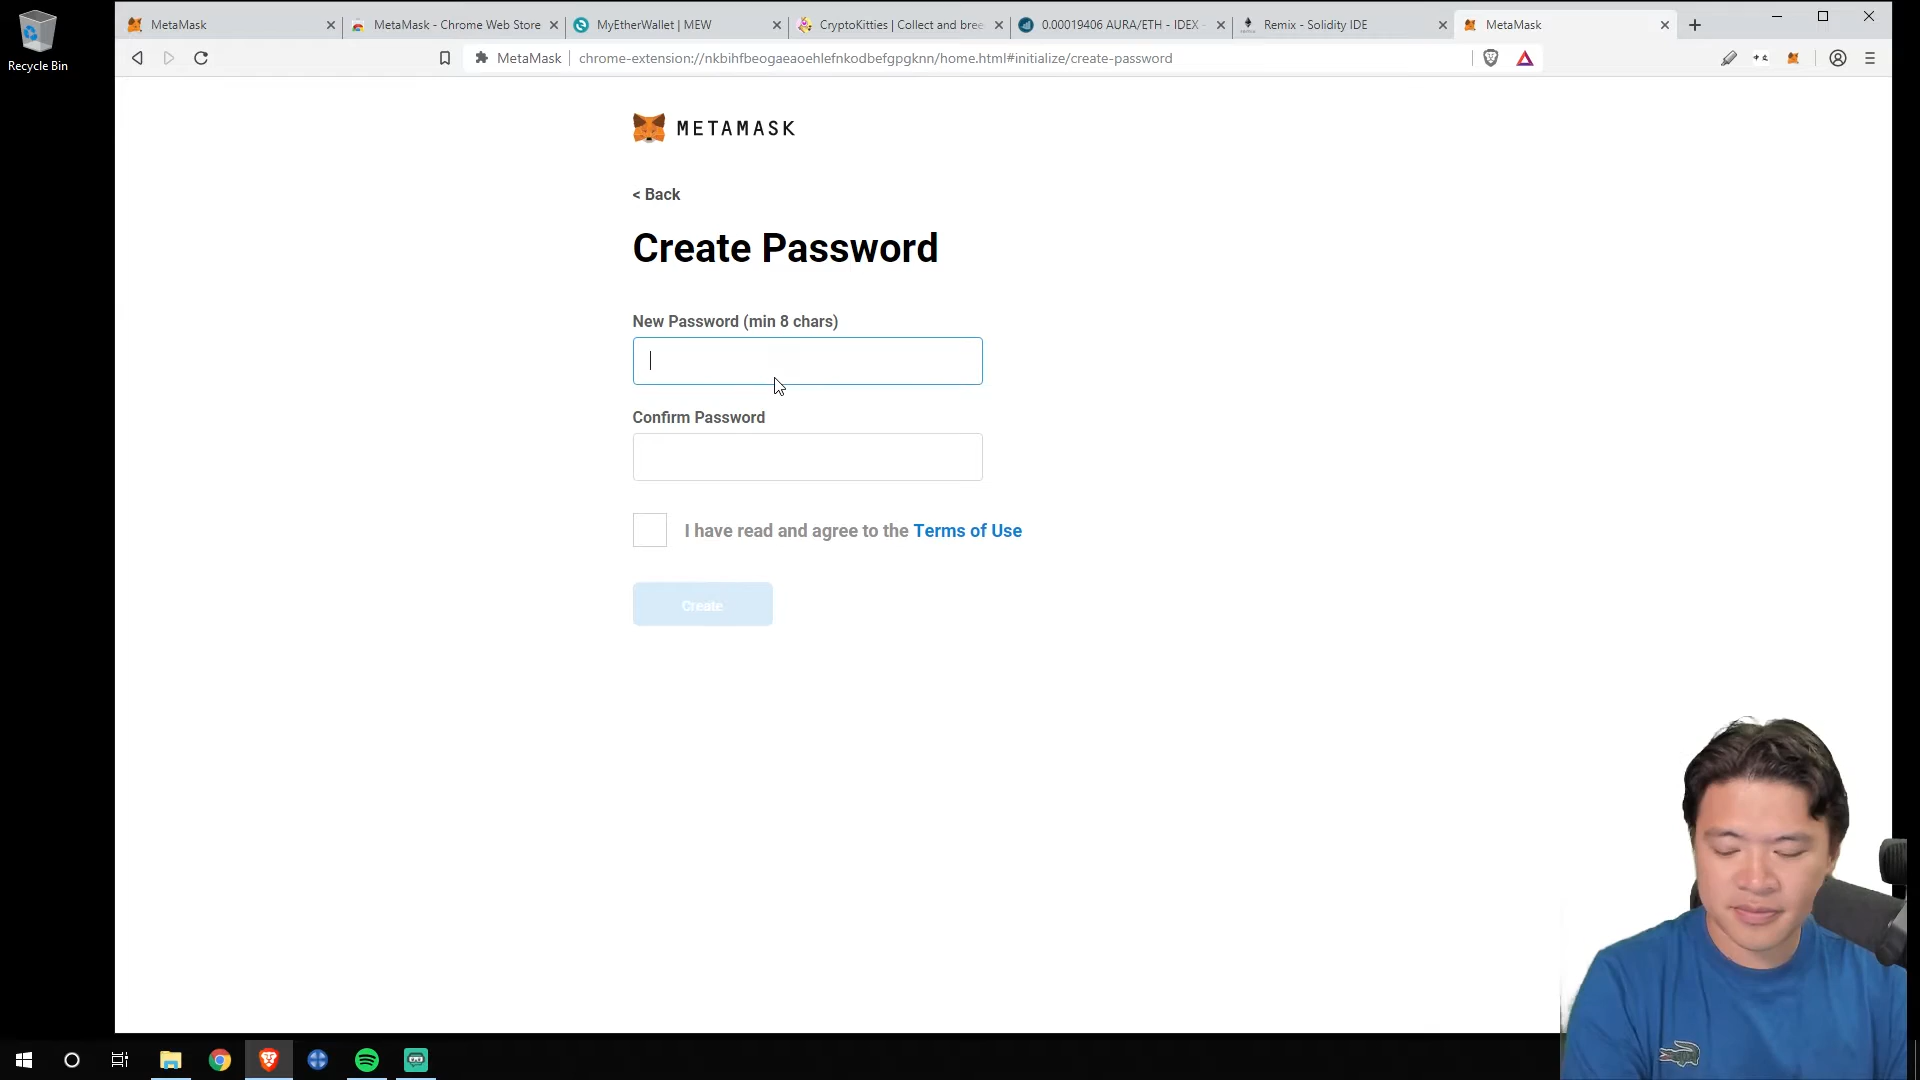 Recycle Bin
MetaMask
MetaMask - Chrome Web Store
MyEtherWallet | MEW
CryptoKitties | Collect and bree
0.00019406 AURA/ETH - IDEX -
Remix - Solidity IDE
MetaMask
MetaMask
chrome-extension://nkbihfbeogaeaoehlefnkodbefgpgknn/home.html#initialize/create-password
METAMASK
< Back
Create Password
New Password (min 8 chars)
Confirm Password
I have read and agree to the Terms of Use
Create